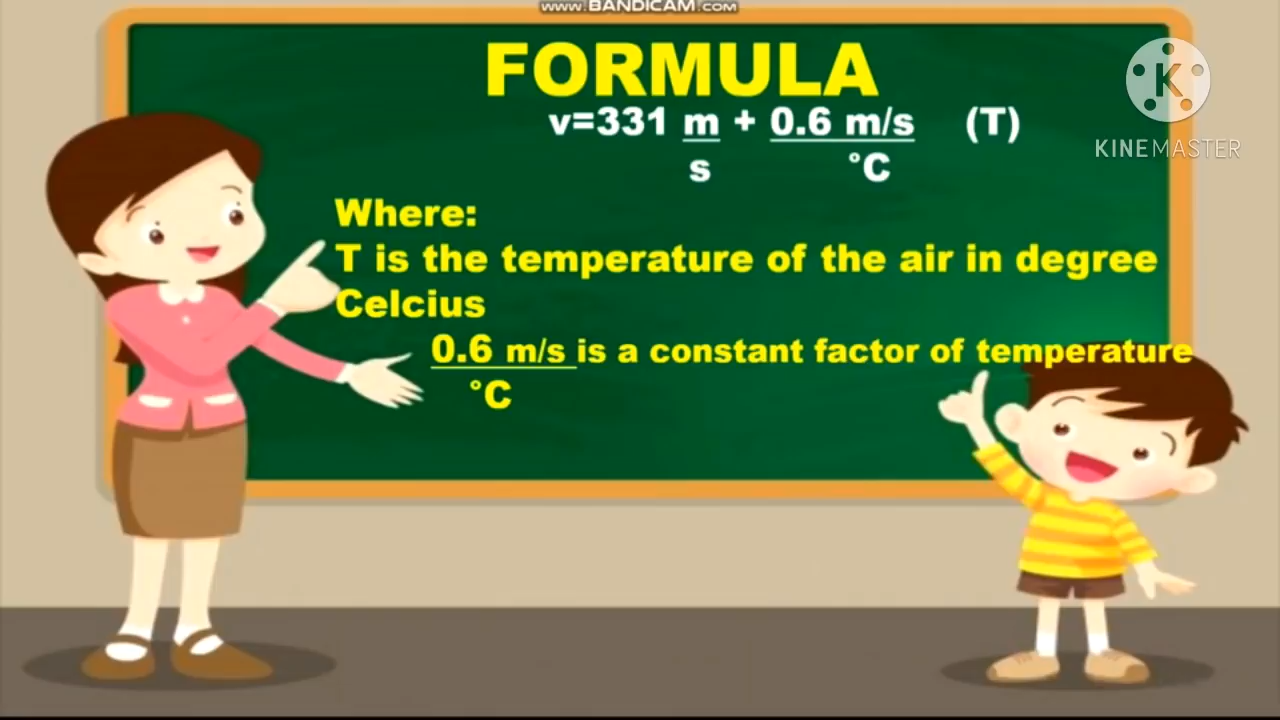 www.BANDICAM.com
FORMULA
v=331 m + 0.6 m/s (T)
s °C
K
KINEMASTER
Where:
T is the temperature of the air in degree
Celcius
0.6 m/s is a constant factor of temperature
°C